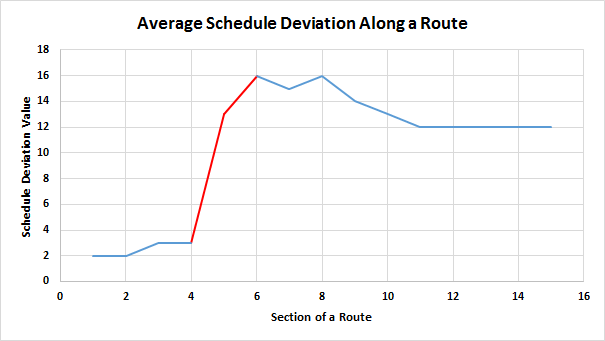 Average Schedule Deviation Along a Route
18
16
14
12
10
8
6
4
2
0
Schedule Deviation Value
0 2 4 6 8 10 12 14 16
Section of a Route